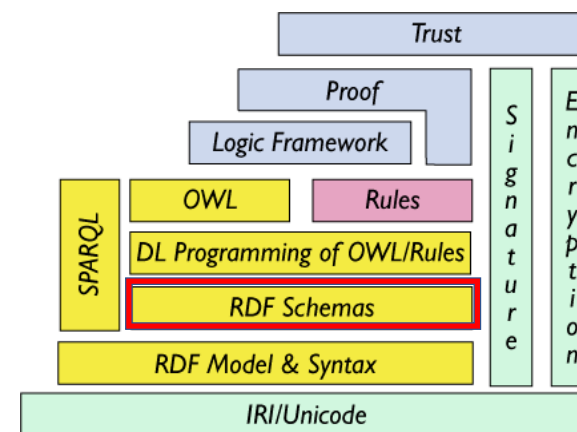 Trust
Proof
Logic Framework
Signature
Encryption
SPARQL
OWL
Rules
DL Programming of OWL/Rules
RDF Schemas
RDF Model & Syntax
IRI/Unicode